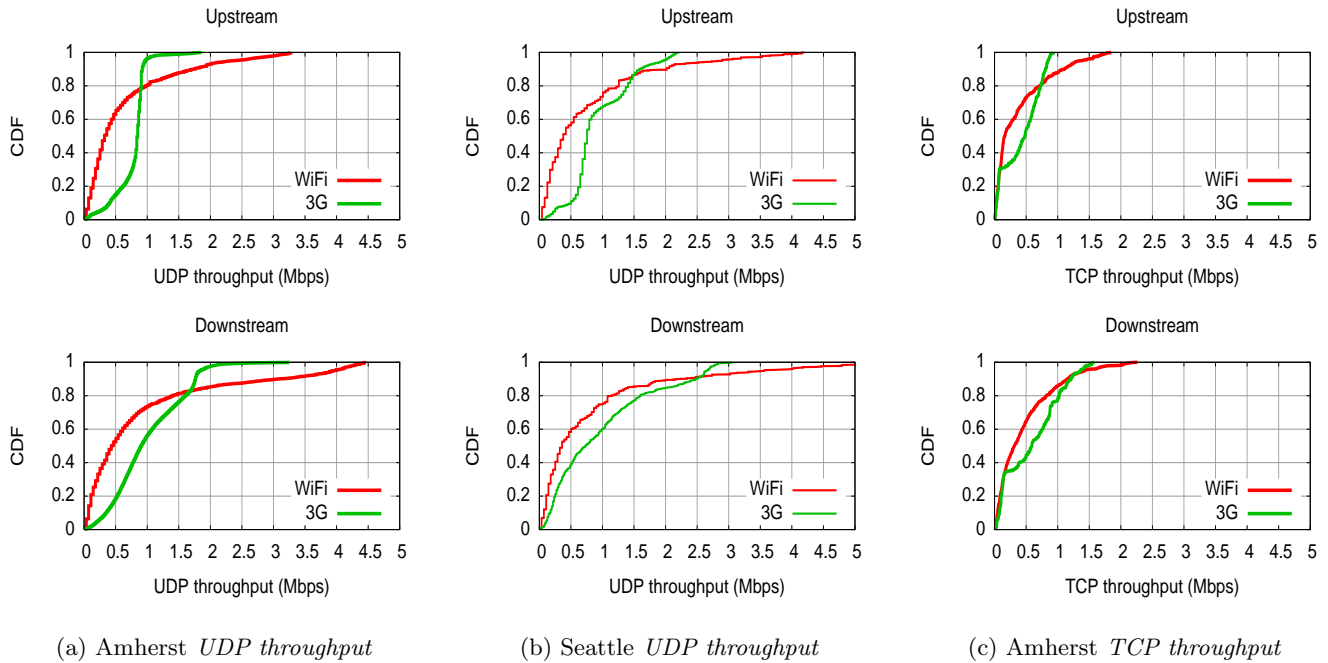 Upstream
1
0.8
0.6
0.4
0.2
0
CDF
WiFi
3G
0 0.5 1 1.5 2 2.5 3 3.5 4 4.5 5
UDP throughput (Mbps)
Upstream
1
0.8
0.6
0.4
0.2
0
CDF
WiFi
3G
0 0.5 1 1.5 2 2.5 3 3.5 4 4.5 5
UDP throughput (Mbps)
Upstream
1
0.8
0.6
0.4
0.2
0
CDF
WiFi
3G
0 0.5 1 1.5 2 2.5 3 3.5 4 4.5 5
TCP throughput (Mbps)
Downstream
1
0.8
0.6
0.4
0.2
0
CDF
WiFi
3G
0 0.5 1 1.5 2 2.5 3 3.5 4 4.5 5
UDP throughput (Mbps)
Downstream
1
0.8
0.6
0.4
0.2
0
CDF
WiFi
3G
0 0.5 1 1.5 2 2.5 3 3.5 4 4.5 5
UDP throughput (Mbps)
Downstream
1
0.8
0.6
0.4
0.2
0
CDF
WiFi
3G
0 0.5 1 1.5 2 2.5 3 3.5 4 4.5 5
TCP throughput (Mbps)
(a) Amherst UDP throughput
(b) Seattle UDP throughput
(c) Amherst TCP throughput